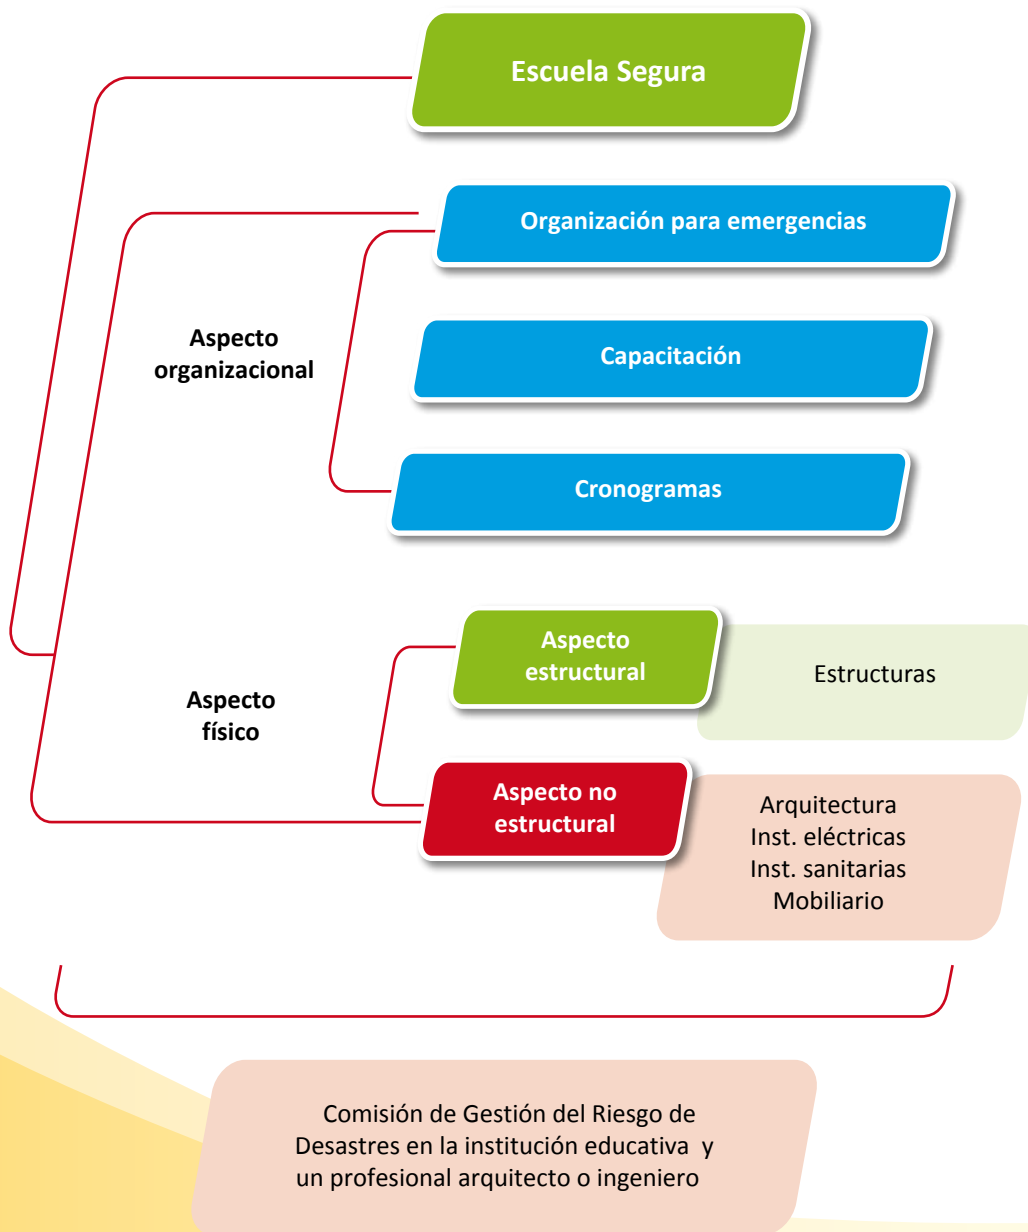 Escuela Segura
Organización para emergencias
Aspecto
organizacional
Capacitación
Cronogramas
Aspecto
físico
Aspecto
estructural
Estructuras
Aspecto no
estructural
Arquitectura
Inst. eléctricas
Inst. sanitarias
Mobiliario
Comisión de Gestión del Riesgo de
Desastres en la institución educativa y
un profesional arquitecto o ingeniero